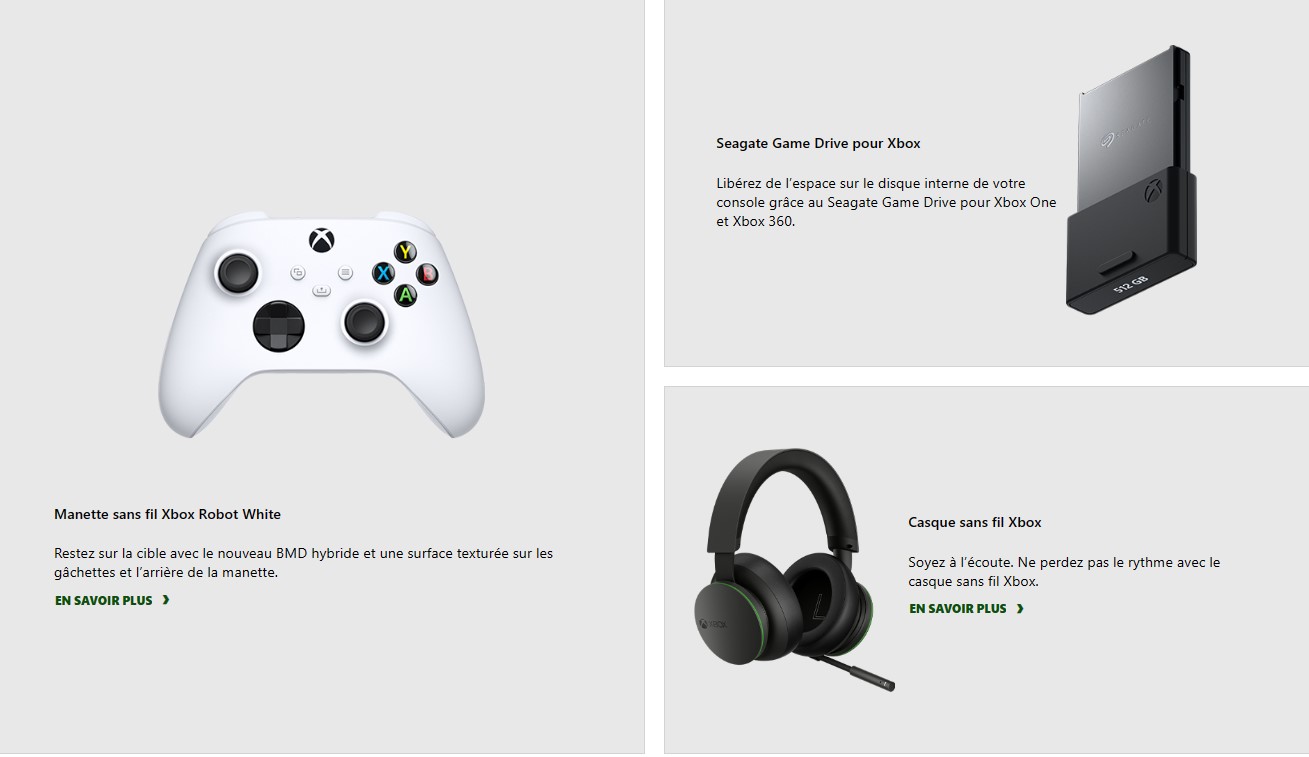 Y
X
B
A
Manette sans fil Xbox Robot White
Restez sur la cible avec le nouveau BMD hybride et une surface texturée sur les
gâchettes et l'arrière de la manette.
EN SAVOIR PLUS
Seagate Game Drive pour Xbox
Libérez de l'espace sur le disque interne de votre
console grâce au Seagate Game Drive pour Xbox One
et Xbox 360.
512 GB
XBOX
Casque sans fil Xbox
Soyez à l'écoute. Ne perdez pas le rythme avec le
casque sans fil Xbox.
EN SAVOIR PLUS